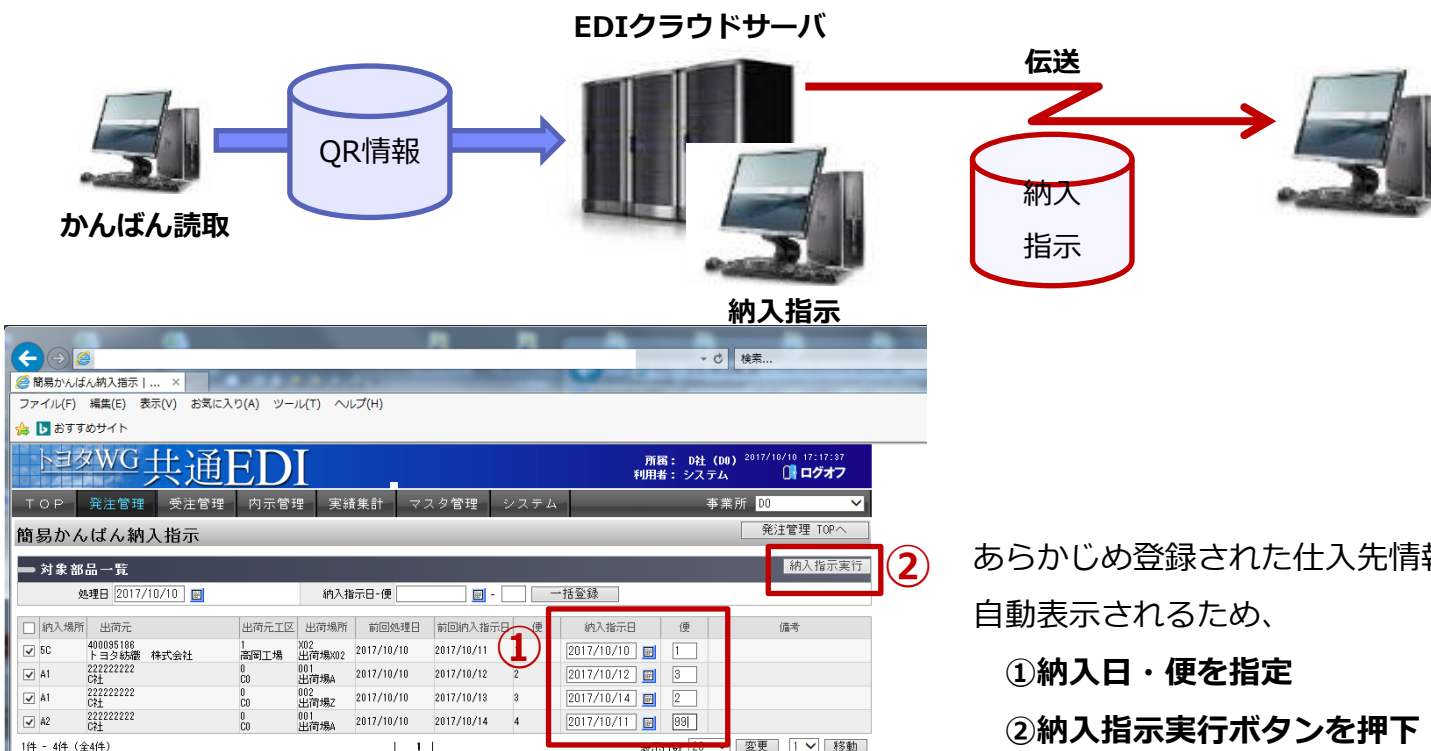 EDIクラウドサーバ
伝送
QR情報
かんばん読取
納入
指示
納入指示
検索...
簡易かんばん納入指示 | ... ×
ファイル(F) 編集(E) 表示(V) お気に入り(A) ツール(T) ヘルプ(H)
おすすめサイト
トヨタWG 共通EDI
所属: D社 (D0) 2017/10/10 17:17:37
利用者: システム ログオフ
TOP 発注管理 受注管理 内示管理 実績集計 マスタ管理 システム 事業所 D0
簡易かんばん納入指示 発注管理 TOPへ
対象部品一覧 納入指示実行 ②
処理日 2017/10/10 納入指示日-便 - 一括登録
納入場所 出荷元 出荷元工区 出荷場所 前回処理日 前回納入指示日 便 納入指示日 便 備考
①
5C 400095186 トヨタ紡織 株式会社 1 高岡工場 X02 出荷場X02 2017/10/10 2017/10/11 2017/10/10 1
A1 222222222 C社 0 C0 001 出荷場A 2017/10/10 2017/10/12 2 2017/10/12 3
A1 222222222 C社 0 C0 002 出荷場Z 2017/10/10 2017/10/13 3 2017/10/14 2
A2 222222222 C社 0 C0 001 出荷場A 2017/10/10 2017/10/14 4 2017/10/11 99
1件 - 4件 (全4件) | 1 | 表示行数 20 変更 1 移動
あらかじめ登録された仕入先情報
自動表示されるため、
①納入日・便を指定
②納入指示実行ボタンを押下